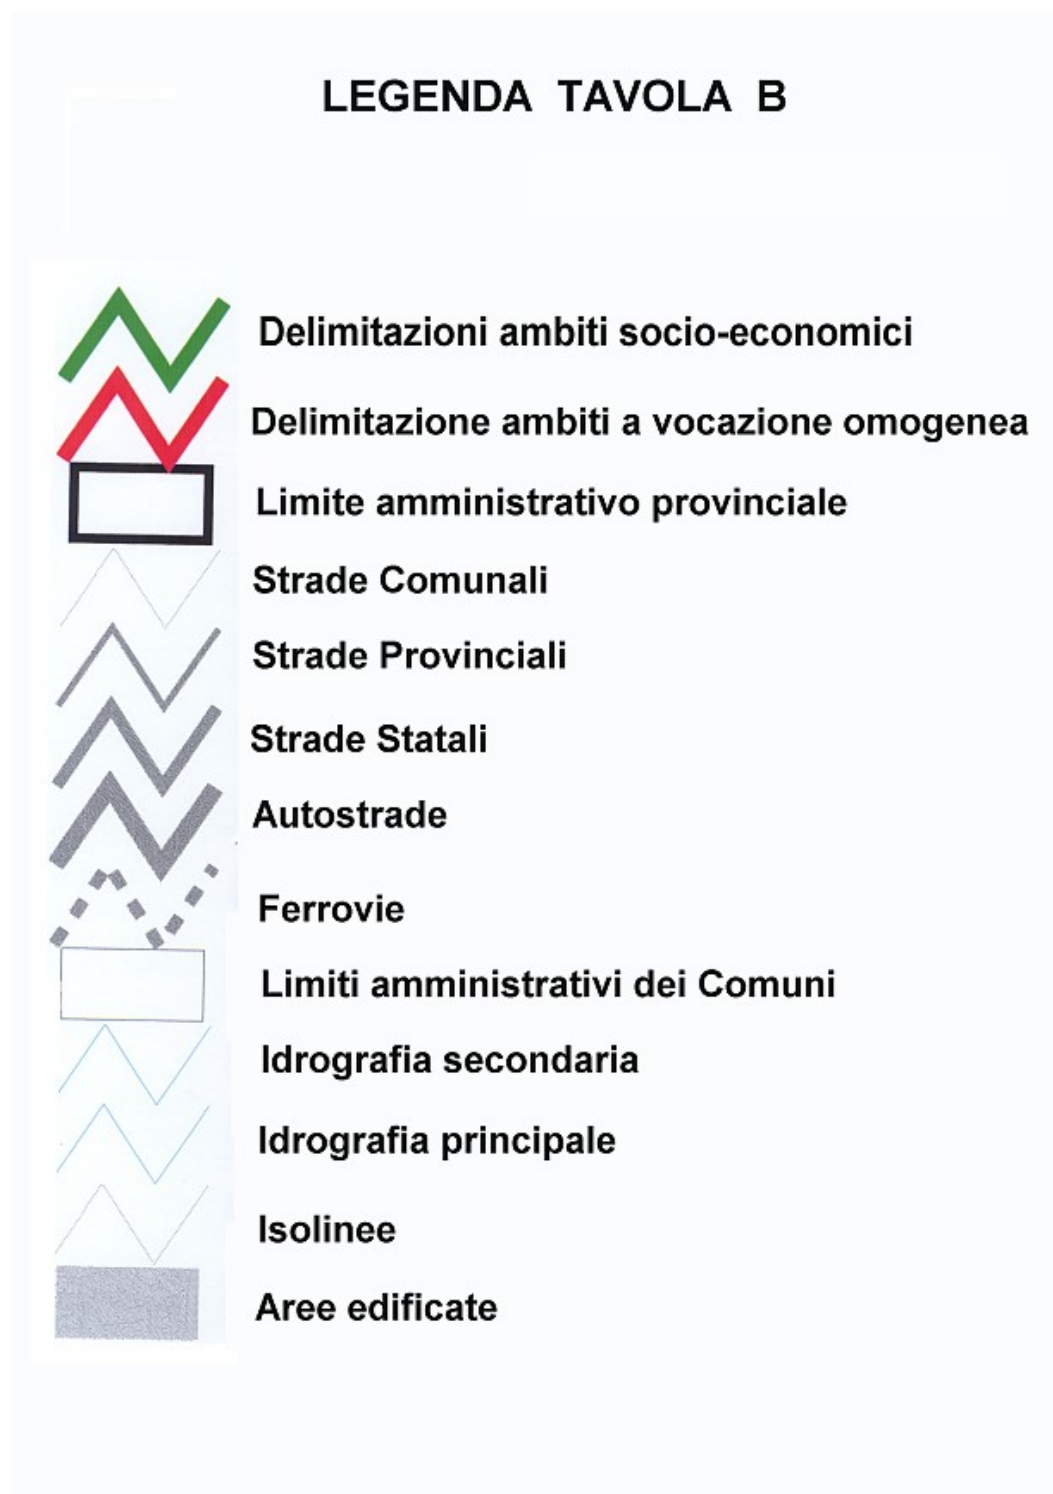 LEGENDA TAVOLA B
Delimitazioni ambiti socio-economici
Delimitazione ambiti a vocazione omogenea
Limite amministrativo provinciale
Strade Comunali
Strade Provinciali
Strade Statali
Autostrade
Ferrovie
Limiti amministrativi dei Comuni
Idrografia secondaria
Idrografia principale
Isolinee
Aree edificate